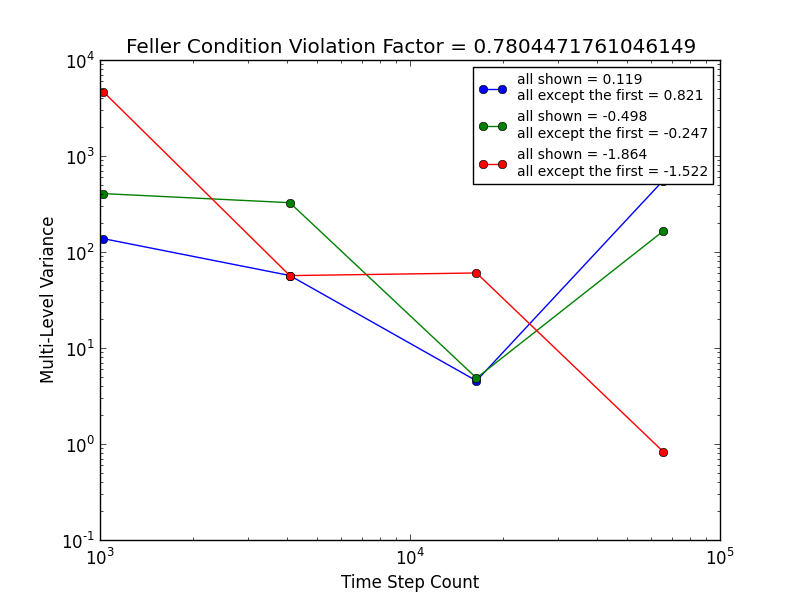 Feller Condition Violation Factor = 0.7804471761046149
all shown = 0.119
all except the first = 0.821
all shown = -0.498
all except the first = -0.247
all shown = -1.864
all except the first = -1.522
Multi-Level Variance
10^4
10^3
10^2
10^1
10^0
10^-1
10^3
10^4
10^5
Time Step Count